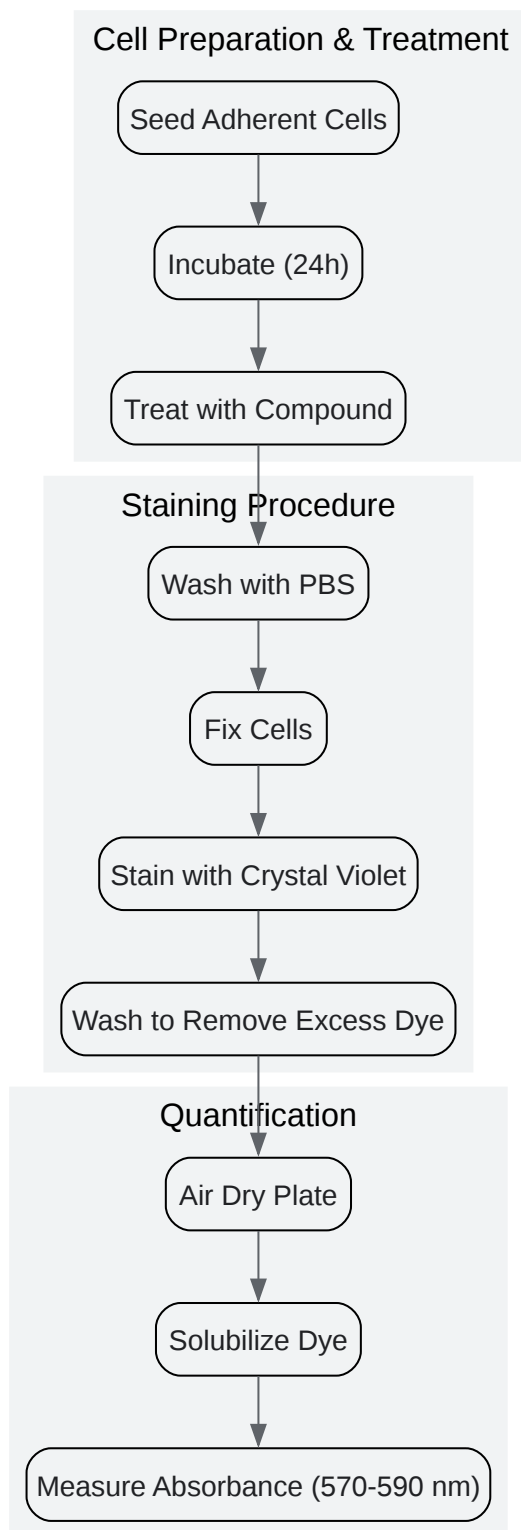 Cell Preparation & Treatment
Seed Adherent Cells
Incubate (24h)
Treat with Compound
Staining Procedure
Wash with PBS
Fix Cells
Stain with Crystal Violet
Wash to Remove Excess Dye
Quantification
Air Dry Plate
Solubilize Dye
Measure Absorbance (570-590 nm)